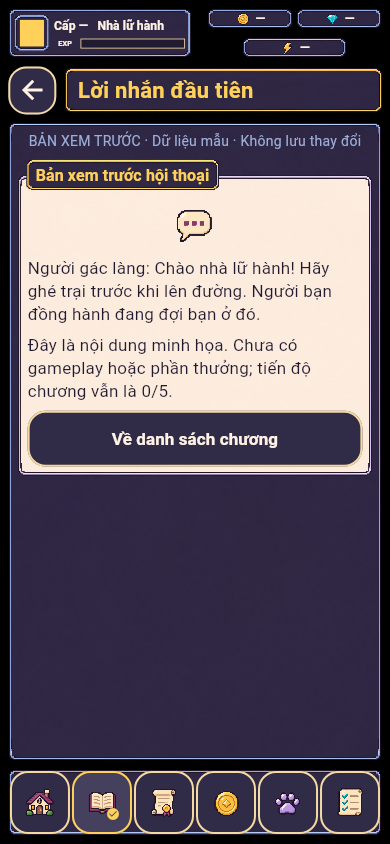 Cấp — Nhà lữ hành
EXP
—
—
—
Lời nhắn đầu tiên
BẢN XEM TRƯỚC · Dữ liệu mẫu · Không lưu thay đổi
Bản xem trước hội thoại
Người gác làng: Chào nhà lữ hành! Hãy
ghé trại trước khi lên đường. Người bạn
đồng hành đang đợi bạn ở đó.
Đây là nội dung minh họa. Chưa có
gameplay hoặc phần thưởng; tiến độ
chương vẫn là 0/5.
Về danh sách chương